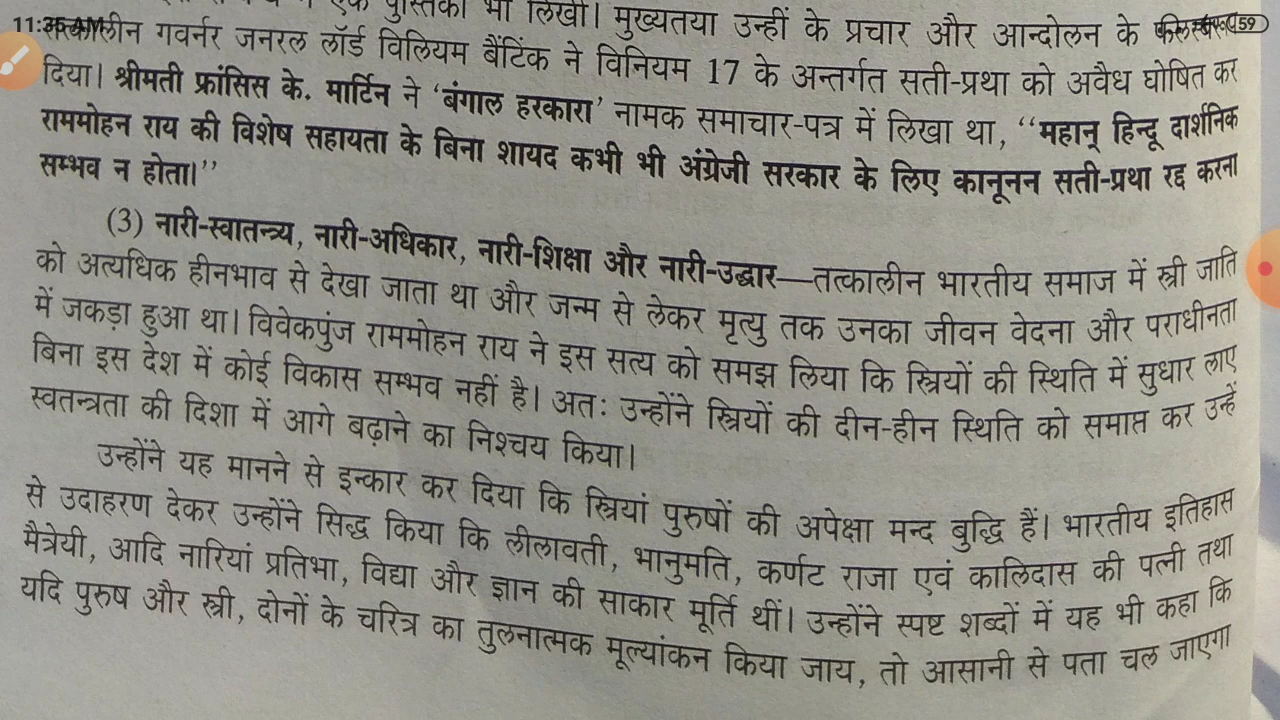 एक पुस्तिका भी लिखी। मुख्यतया उन्हीं के प्रचार और आन्दोलन के
11:35 AM
59
तत्कालीन गवर्नर जनरल लॉर्ड विलियम बैंटिंक ने विनियम 17 के अन्तर्गत सती-प्रथा को अवैध घोषित कर
दिया। श्रीमती फ्रांसिस के. मार्टिन ने ‘बंगाल हरकारा’ नामक समाचार-पत्र में लिखा था, ‘‘महान् हिन्दू दार्शनिक
राममोहन राय की विशेष सहायता के बिना शायद कभी भी अंग्रेजी सरकार के लिए कानूनन सती-प्रथा रद्द करना
सम्भव न होता।’’
(3) नारी-स्वातन्त्र्य, नारी-अधिकार, नारी-शिक्षा और नारी-उद्धार—तत्कालीन भारतीय समाज में स्त्री जाति
को अत्यधिक हीनभाव से देखा जाता था और जन्म से लेकर मृत्यु तक उनका जीवन वेदना और पराधीनता
में जकड़ा हुआ था। विवेकपुंज राममोहन राय ने इस सत्य को समझ लिया कि स्त्रियों की स्थिति में सुधार लाए
बिना इस देश में कोई विकास सम्भव नहीं है। अतः उन्होंने स्त्रियों की दीन-हीन स्थिति को समाप्त कर उन्हें
स्वतन्त्रता की दिशा में आगे बढ़ाने का निश्चय किया।
उन्होंने यह मानने से इन्कार कर दिया कि स्त्रियां पुरुषों की अपेक्षा मन्द बुद्धि हैं। भारतीय इतिहास
से उदाहरण देकर उन्होंने सिद्ध किया कि लीलावती, भानुमति, कर्णट राजा एवं कालिदास की पत्नी तथा
मैत्रेयी, आदि नारियां प्रतिभा, विद्या और ज्ञान की साकार मूर्ति थीं। उन्होंने स्पष्ट शब्दों में यह भी कहा कि
यदि पुरुष और स्त्री, दोनों के चरित्र का तुलनात्मक मूल्यांकन किया जाय, तो आसानी से पता चल जाएगा